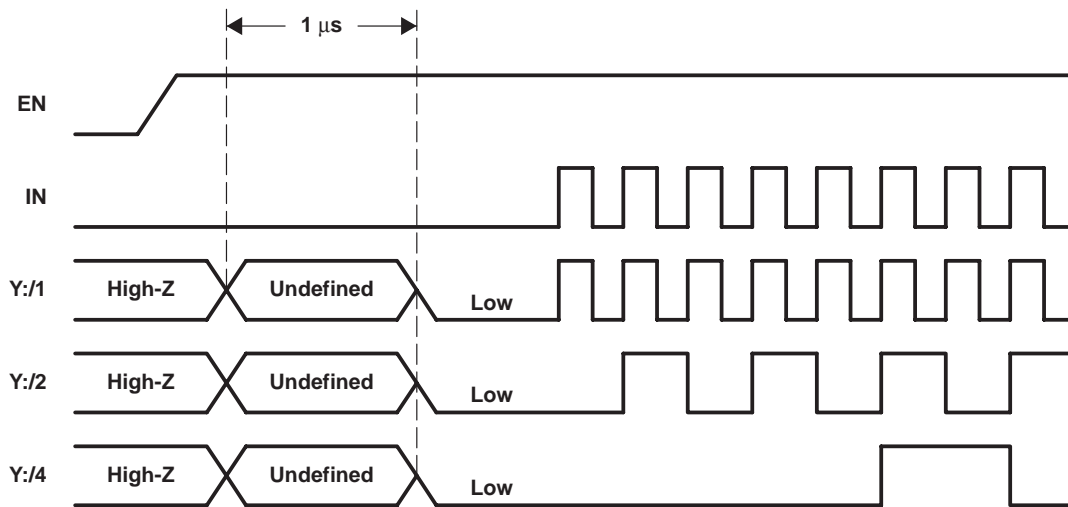 1 μs
EN
IN
Y:/1 High-Z Undefined Low
Y:/2 High-Z Undefined Low
Y:/4 High-Z Undefined Low